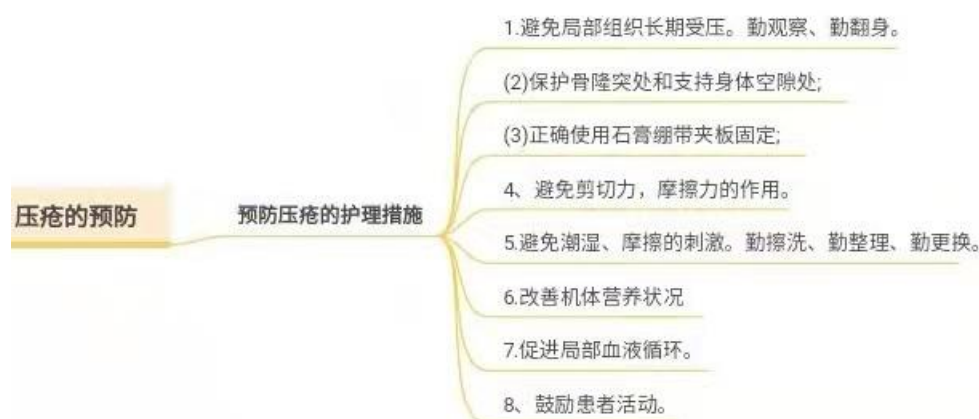 压疮的预防
预防压疮的护理措施
1.避免局部组织长期受压。勤观察、勤翻身。
(2)保护骨隆突处和支持身体空隙处;
(3)正确使用石膏绷带夹板固定;
4、避免剪切力，摩擦力的作用。
5.避免潮湿、摩擦的刺激。勤擦洗、勤整理、勤更换。
6.改善机体营养状况
7.促进局部血液循环。
8、鼓励患者活动。